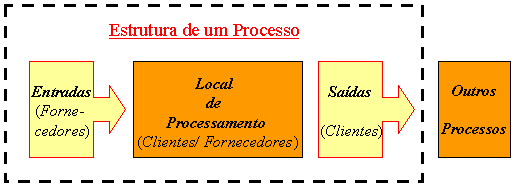 Estrutura de um Processo
Entradas
(Forne-
cedores)
Local
de
Processamento
(Clientes/ Fornecedores)
Saídas
(Clientes)
Outros
Processos